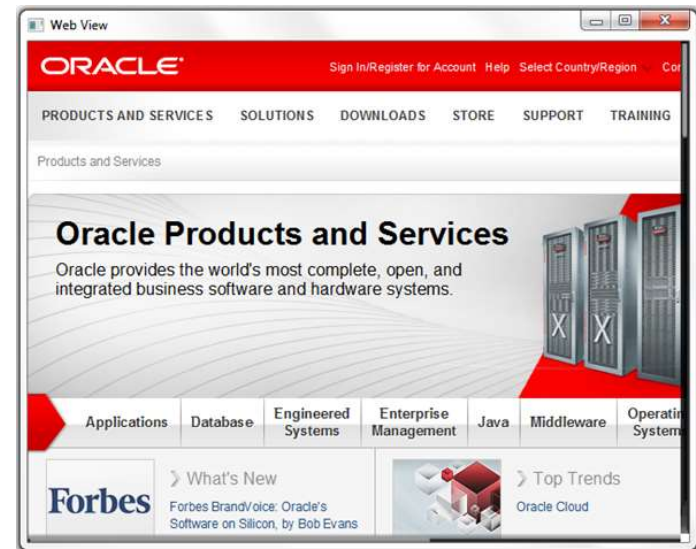 Web View
ORACLE
Sign In/Register for Account Help Select Country/Region
PRODUCTS AND SERVICES SOLUTIONS DOWNLOADS STORE SUPPORT TRAINING
Products and Services
Oracle Products and Services
Oracle provides the world's most complete, open, and
integrated business software and hardware systems.
Applications Database Engineered Systems Enterprise Management Java Middleware
Forbes
What's New
Forbes BrandVoice: Oracle's
Software on Silicon, by Bob Evans
Top Trends
Oracle Cloud